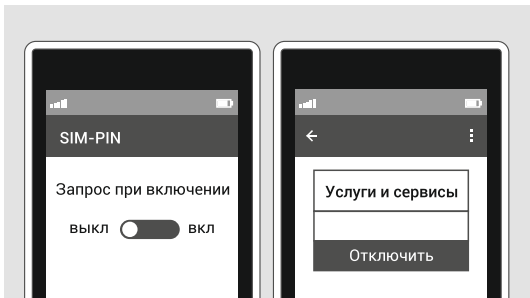 SIM-PIN
Запрос при включении
выкл вкл
Услуги и сервисы
Отключить